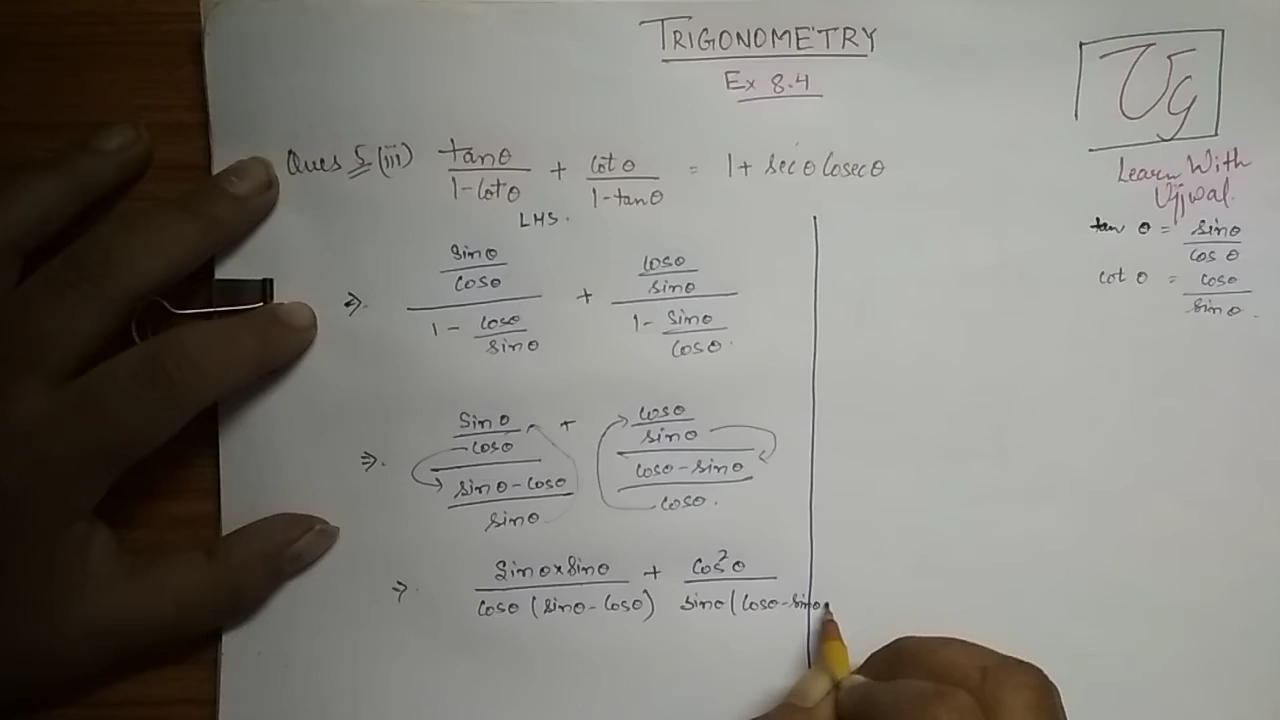 TRIGONOMETRY
Ex 8.4
Ug
Learn With
Ujjwal.
Ques 5 (iii) tanθ/1-cotθ + cotθ/1-tanθ = 1 + secθ cosecθ
LHS.
tan θ = sinθ/cos θ
cot θ = cosθ/sinθ.
⇒. (sinθ/cosθ)/(1 - cosθ/sinθ) + (cosθ/sinθ)/(1 - sinθ/cosθ.)
⇒. (sinθ/cosθ)/((sinθ - cosθ)/sinθ) + (cosθ/sinθ)/((cosθ - sinθ)/cosθ.)
⇒. sinθ×sinθ/cosθ (sinθ - cosθ) + cos²θ/sinθ (cosθ - sinθ